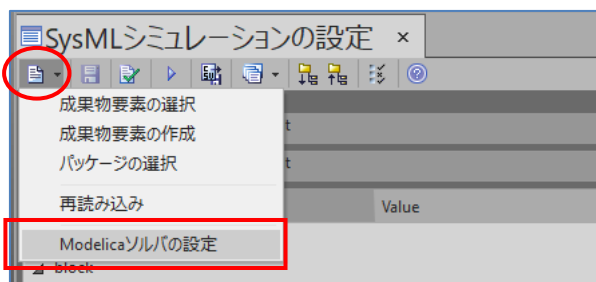 SysMLシミュレーションの設定 ×
成果物要素の選択
成果物要素の作成
t
パッケージの選択
t
再読み込み
Value
Modelicaソルバの設定
block